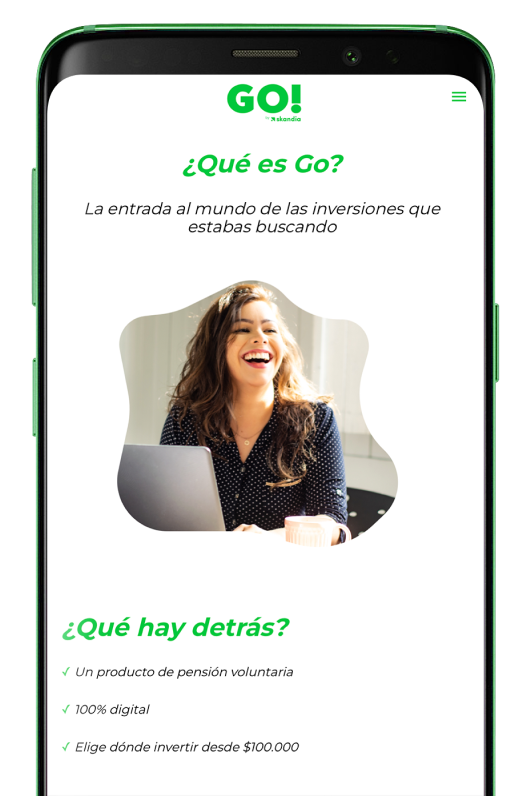 GO!
by skandia
¿Qué es Go?
La entrada al mundo de las inversiones que
estabas buscando
¿Qué hay detrás?
✓ Un producto de pensión voluntaria
✓ 100% digital
✓ Elige dónde invertir desde $100.000